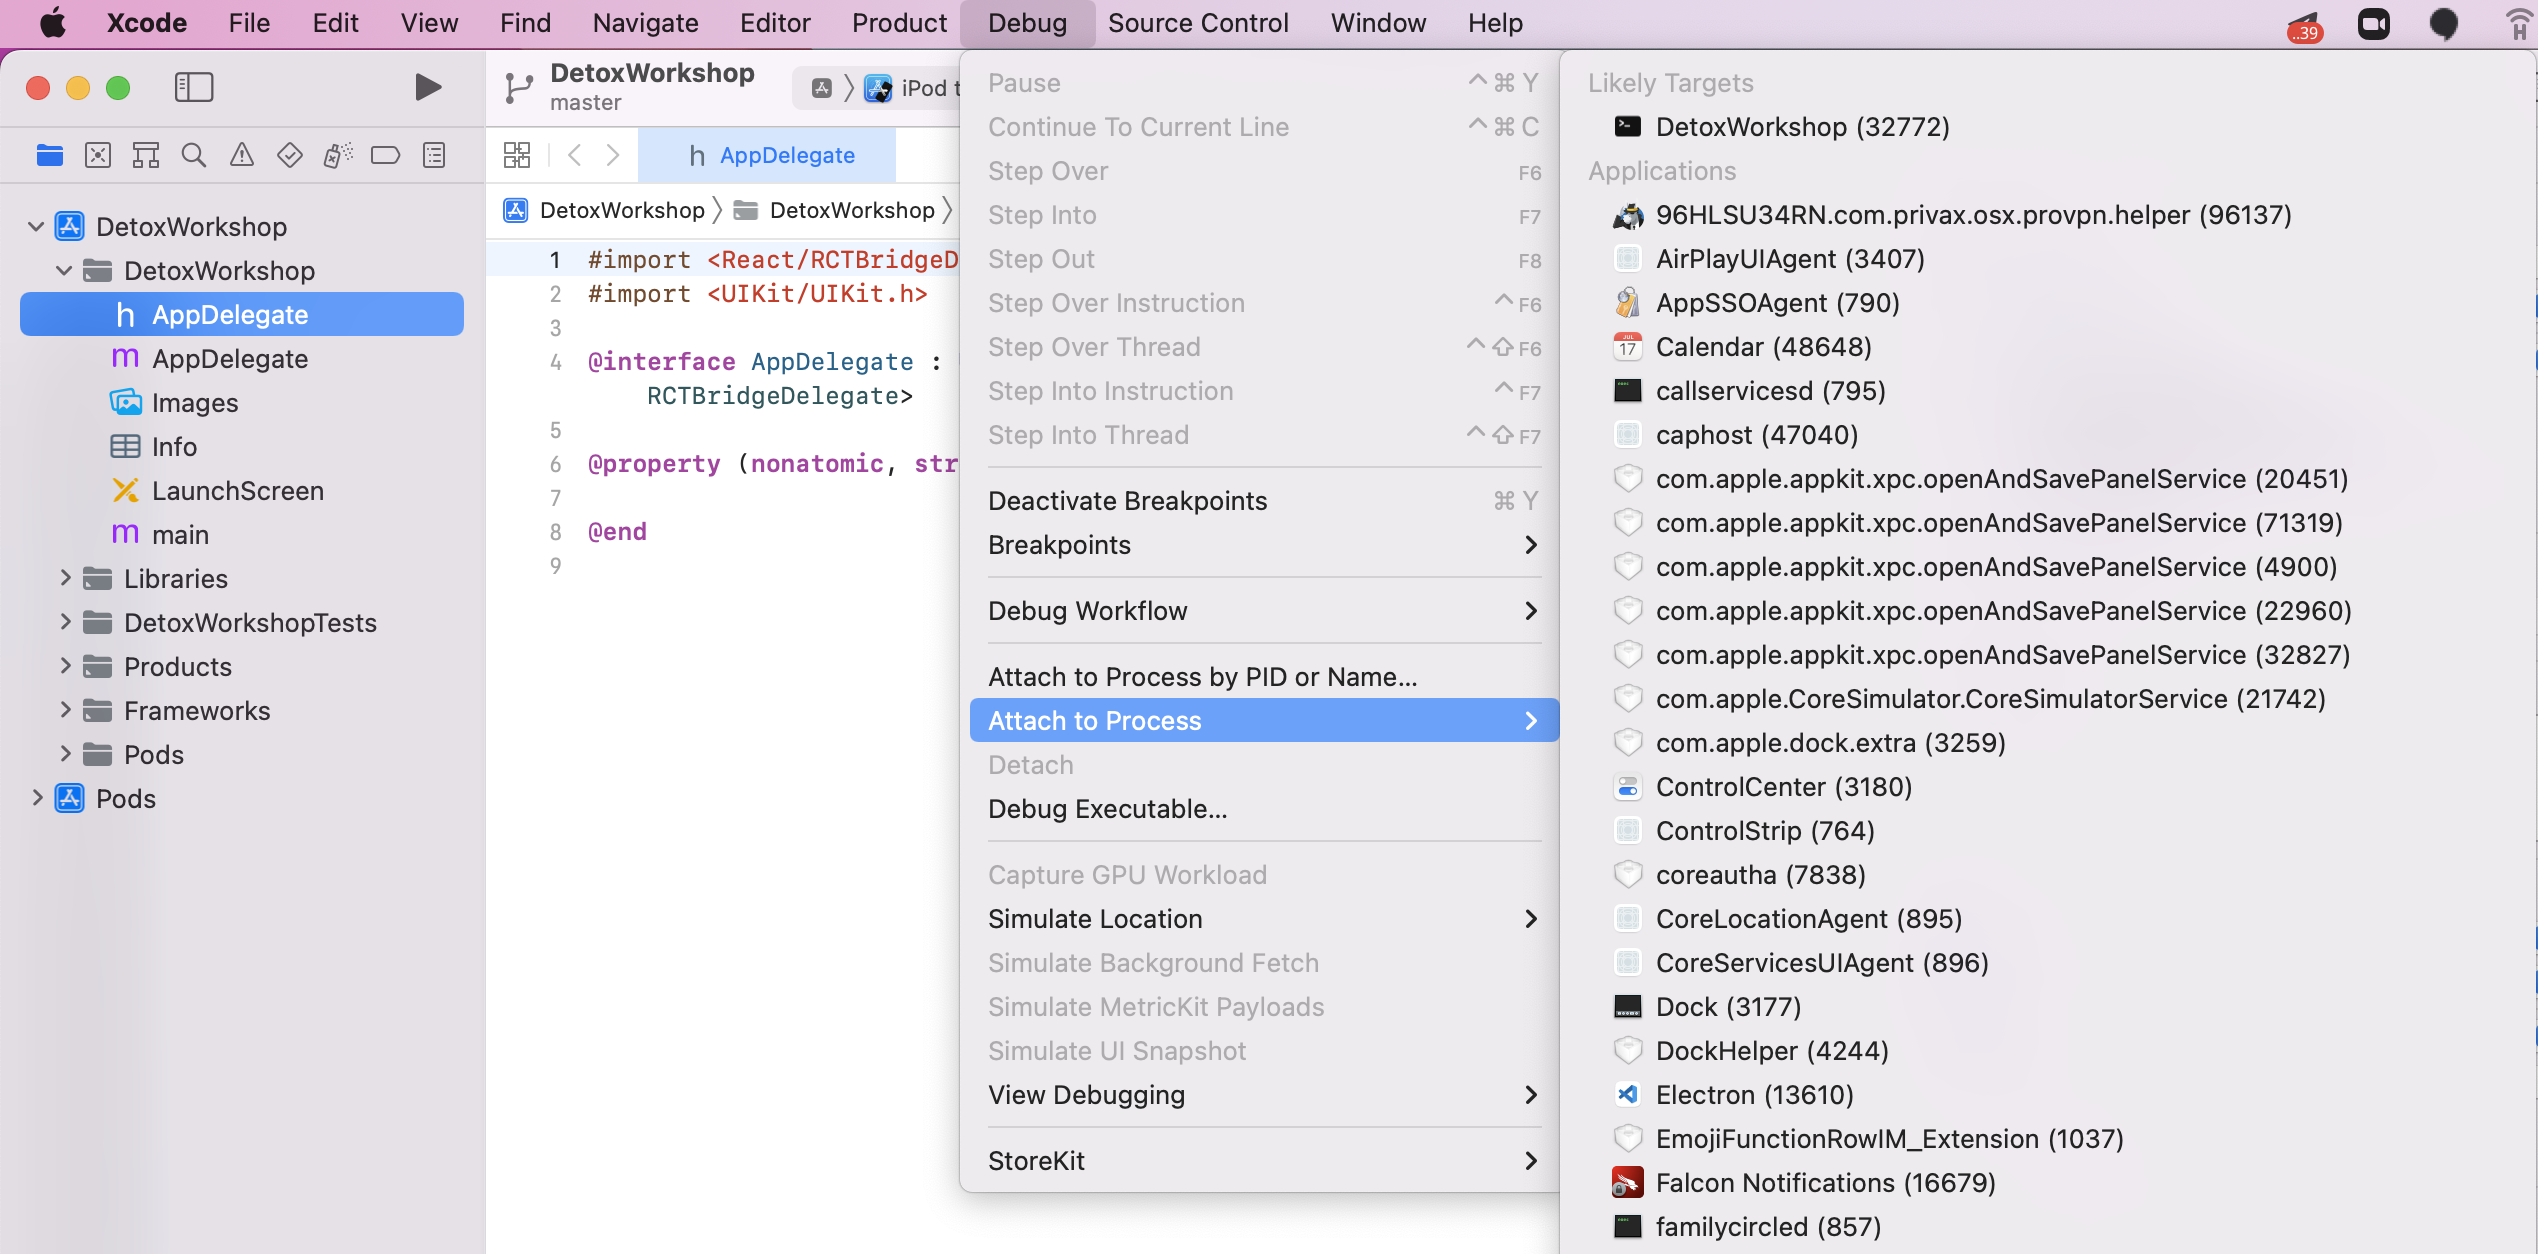 Xcode File Edit View Find Navigate Editor Product Debug Source Control Window Help
..39
DetoxWorkshop
master
iPod t
h AppDelegate
DetoxWorkshop
DetoxWorkshop
DetoxWorkshop
DetoxWorkshop
h AppDelegate
m AppDelegate
Images
Info
LaunchScreen
m main
Libraries
DetoxWorkshopTests
Products
Frameworks
Pods
Pods
1 #import <React/RCTBridgeD
2 #import <UIKit/UIKit.h>
3
4 @interface AppDelegate :
RCTBridgeDelegate>
5
6 @property (nonatomic, str
7
8 @end
9
Pause ^⌘Y
Continue To Current Line ^⌘C
Step Over F6
Step Into F7
Step Out F8
Step Over Instruction ^F6
Step Over Thread ^⇧F6
Step Into Instruction ^F7
Step Into Thread ^⇧F7
Deactivate Breakpoints ⌘Y
Breakpoints
Debug Workflow
Attach to Process by PID or Name...
Attach to Process
Detach
Debug Executable...
Capture GPU Workload
Simulate Location
Simulate Background Fetch
Simulate MetricKit Payloads
Simulate UI Snapshot
View Debugging
StoreKit
Likely Targets
DetoxWorkshop (32772)
Applications
96HLSU34RN.com.privax.osx.provpn.helper (96137)
AirPlayUIAgent (3407)
AppSSOAgent (790)
JUL
17
Calendar (48648)
callservicesd (795)
caphost (47040)
com.apple.appkit.xpc.openAndSavePanelService (20451)
com.apple.appkit.xpc.openAndSavePanelService (71319)
com.apple.appkit.xpc.openAndSavePanelService (4900)
com.apple.appkit.xpc.openAndSavePanelService (22960)
com.apple.appkit.xpc.openAndSavePanelService (32827)
com.apple.CoreSimulator.CoreSimulatorService (21742)
com.apple.dock.extra (3259)
ControlCenter (3180)
ControlStrip (764)
coreautha (7838)
CoreLocationAgent (895)
CoreServicesUIAgent (896)
Dock (3177)
DockHelper (4244)
Electron (13610)
EmojiFunctionRowIM_Extension (1037)
Falcon Notifications (16679)
familycircled (857)